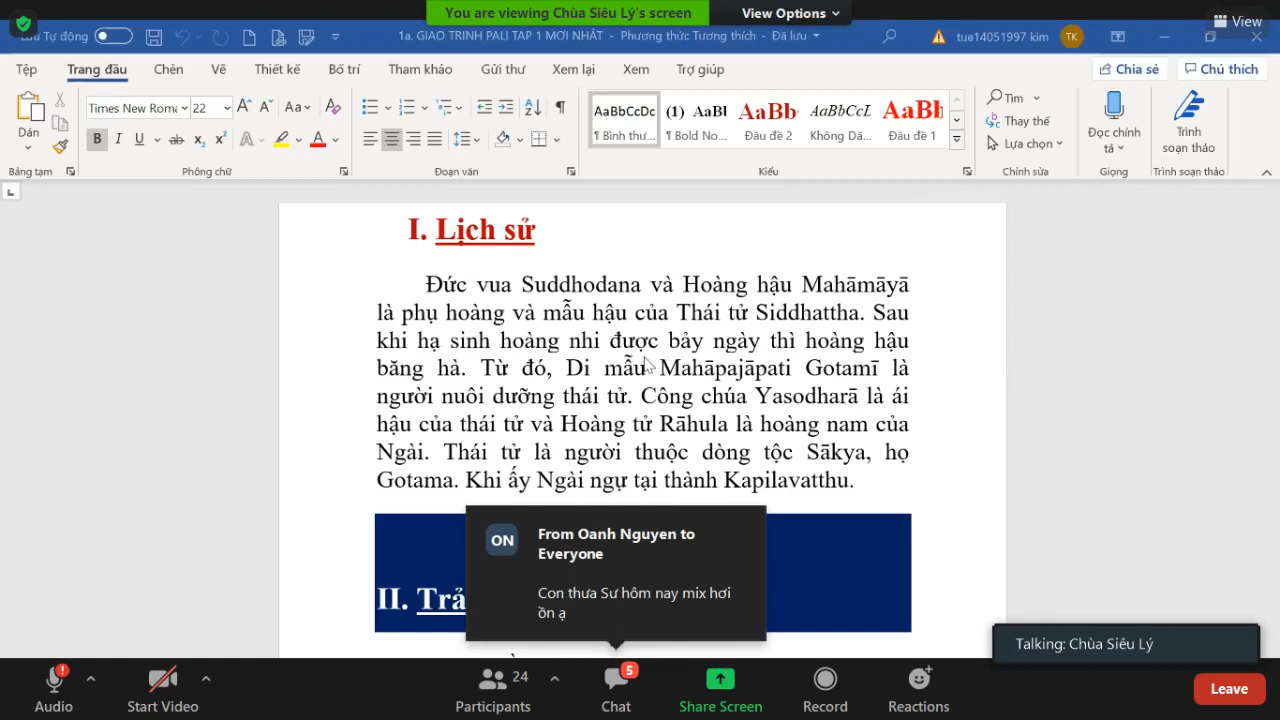 You are viewing Chùa Siêu Lý's screen
View Options
View
Tự động
1a. GIAO TRINH PALI TAP 1 MỚI NHẤT - Phương thức Tương thích - Đã lưu
tue14051997 kim
TK
Tệp
Trang đầu
Chèn
Vẽ
Thiết kế
Bố trí
Tham khảo
Gửi thư
Xem lại
Xem
Trợ giúp
Chia sẻ
Chú thích
Dán
Times New Roma
22
Aa
AaBbCcDc
(1) AaBl
AaBb
AaBbCcL
AaBb
¶ Bình thư...
¶ Bold No...
Đầu đề 2
Không Dã...
Đầu đề 1
Tìm
Thay thế
Lựa chọn
Đọc chính
tả
Trình
soạn thảo
Bảng tạm
Phông chữ
Đoạn văn
Kiểu
Chỉnh sửa
Giọng
Trình soạn thảo
I. Lịch sử
Đức vua Suddhodana và Hoàng hậu Mahāmāyā
là phụ hoàng và mẫu hậu của Thái tử Siddhattha. Sau
khi hạ sinh hoàng nhi được bảy ngày thì hoàng hậu
băng hà. Từ đó, Di mẫu Mahāpajāpati Gotamī là
người nuôi dưỡng thái tử. Công chúa Yasodharā là ái
hậu của thái tử và Hoàng tử Rāhula là hoàng nam của
Ngài. Thái tử là người thuộc dòng tộc Sākya, họ
Gotama. Khi ấy Ngài ngự tại thành Kapilavatthu.
II. Trả
ON
From Oanh Nguyen to
Everyone
Con thưa Sư hôm nay mix hơi
ồn ạ
Talking: Chùa Siêu Lý
Audio
Start Video
24
Participants
5
Chat
Share Screen
Record
Reactions
Leave